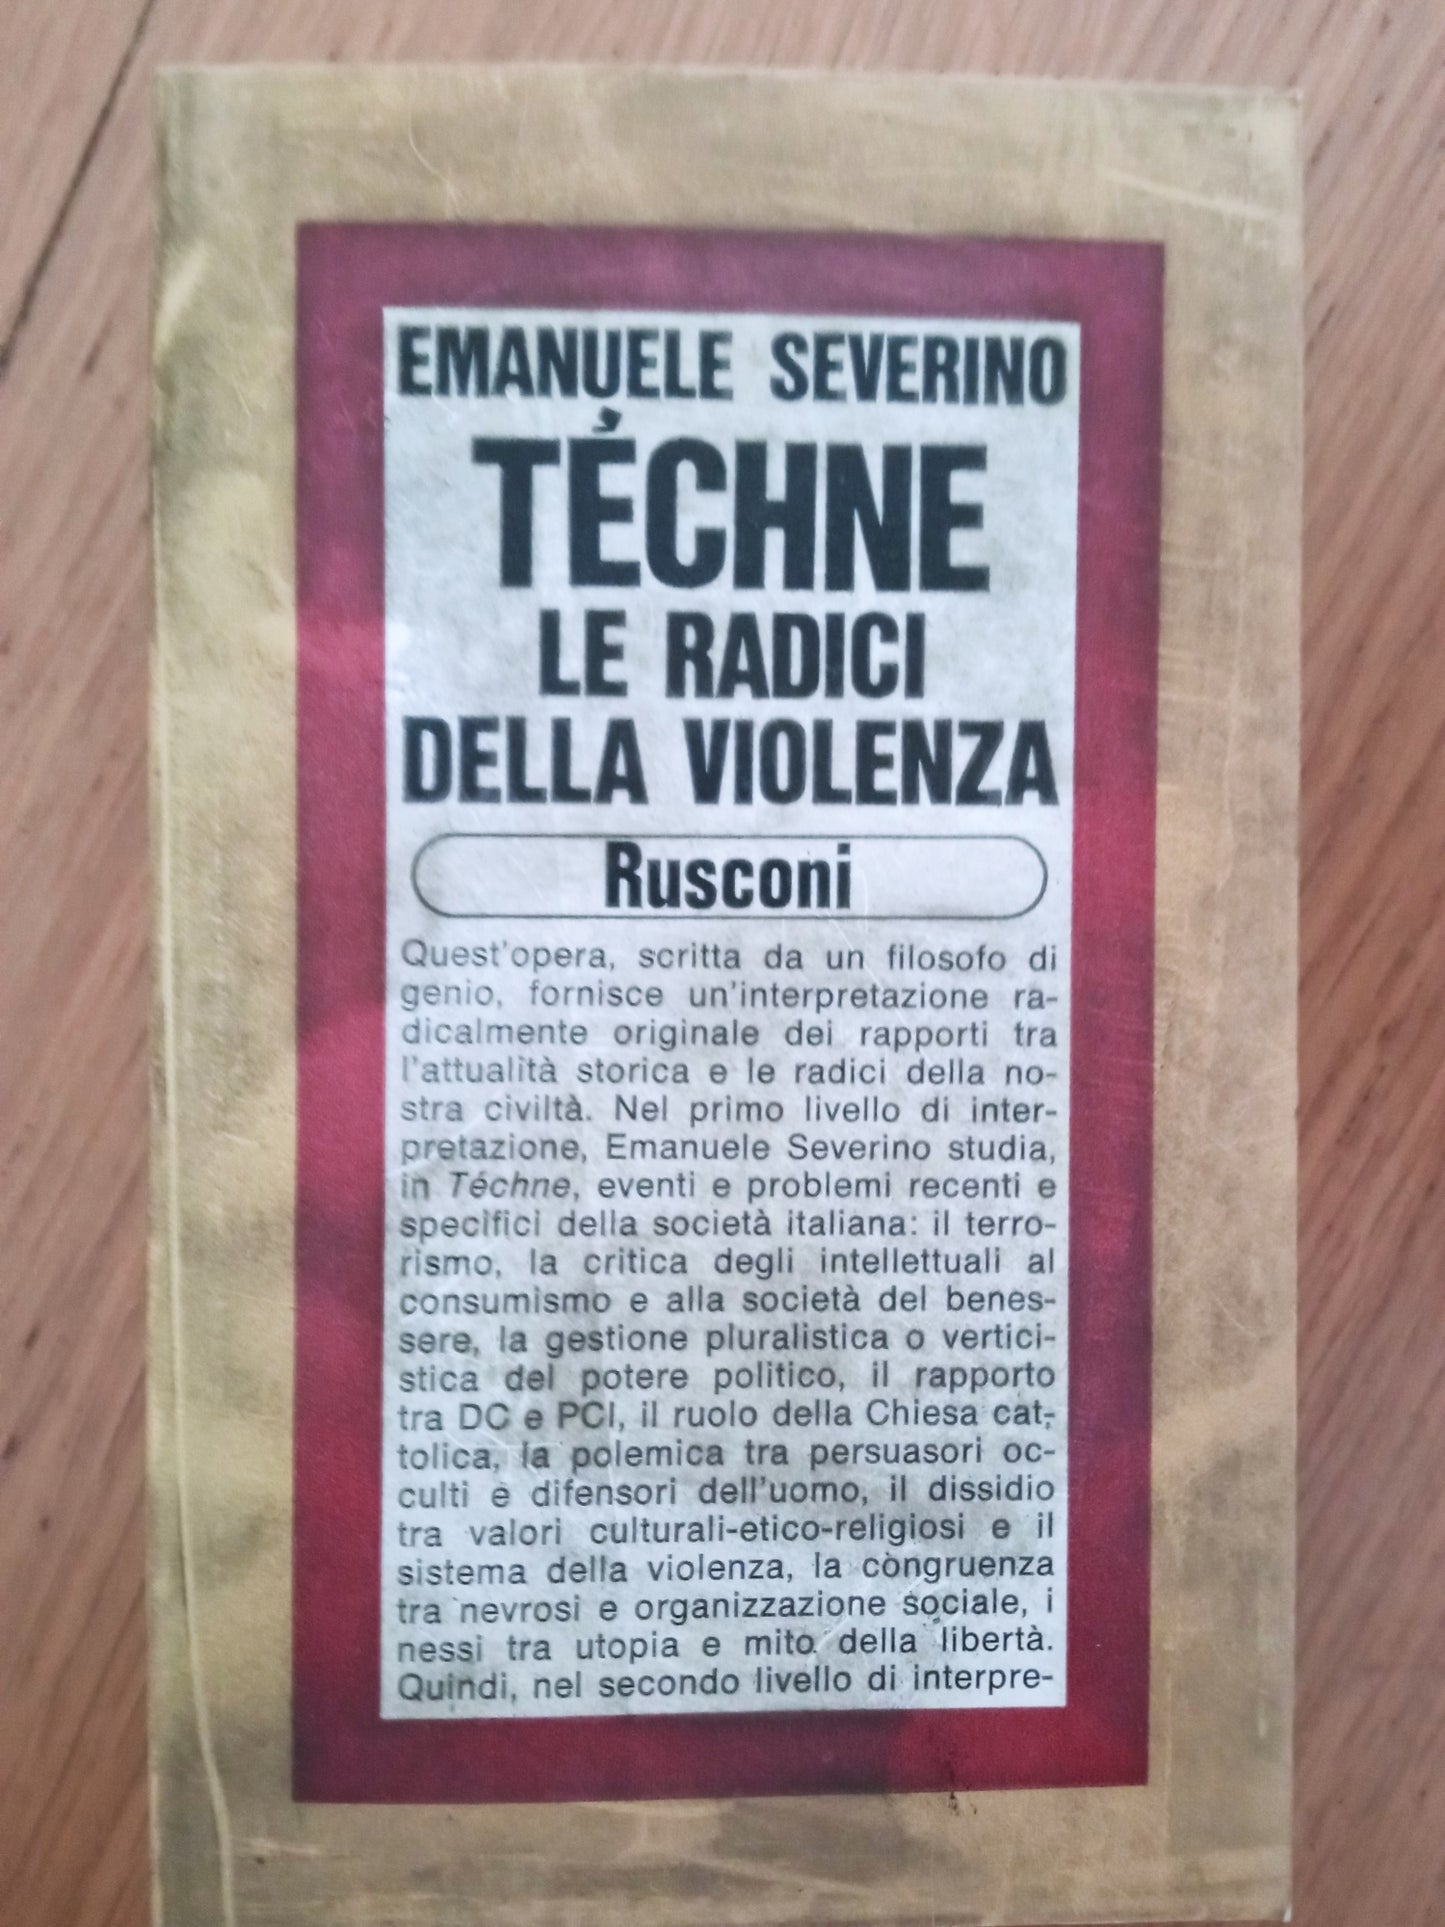 EMANUELE SEVERINO
TÉCHNE
LE RADICI
DELLA VIOLENZA
Rusconi
Quest'opera, scritta da un filosofo di
genio, fornisce un'interpretazione ra-
dicalmente originale dei rapporti tra
l'attualità storica e le radici della no-
stra civiltà. Nel primo livello di inter-
pretazione, Emanuele Severino studia,
in Téchne, eventi e problemi recenti e
specifici della società italiana: il terro-
rismo, la critica degli intellettuali al
consumismo e alla società del benes-
sere, la gestione pluralistica o vertici-
stica del potere politico, il rapporto
tra DC e PCI, il ruolo della Chiesa cat-
tolica, la polemica tra persuasori oc-
culti e difensori dell'uomo, il dissidio
tra valori culturali-etico-religiosi e il
sistema della violenza, la congruenza
tra nevrosi e organizzazione sociale, i
nessi tra utopia e mito della libertà.
Quindi, nel secondo livello di interpre-